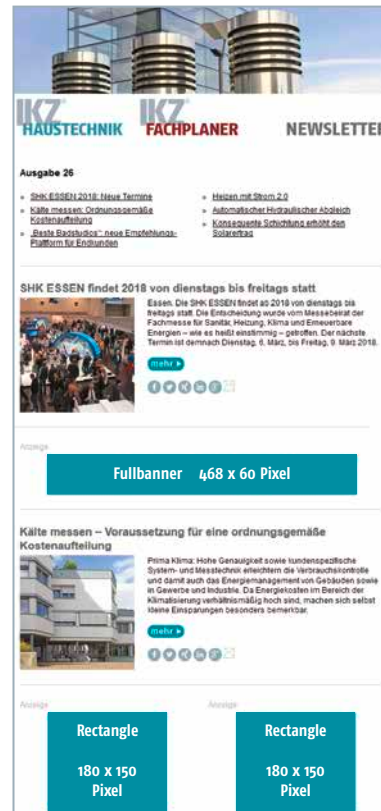 IKZ IKZ
HAUSTECHNIK FACHPLANER NEWSLETTER
Ausgabe 26
» SHK ESSEN 2018: Neue Termine
» Kälte messen: Ordnungsgemäße
Kostenaufteilung
» „Beste Badstudios“: neue Empfehlungs-
Plattform für Endkunden
» Heizen mit Strom 2.0
» Automatischer Hydraulischer Abgleich
» Konsequente Schichtung erhöht den
Solarertrag
SHK ESSEN findet 2018 von dienstags bis freitags statt
Essen. Die SHK ESSEN findet ab 2018 von dienstags bis
freitags statt. Die Entscheidung wurde vom Messebeirat der
Fachmesse für Sanitär, Heizung, Klima und Erneuerbare
Energien – wie es heißt einstimmig – getroffen. Der nächste
Termin ist demnach Dienstag, 6. März, bis Freitag, 9. März 2018.
mehr
Anzeige
Fullbanner 468 x 60 Pixel
Kälte messen – Voraussetzung für eine ordnungsgemäße
Kostenaufteilung
Prima Klima: Hohe Genauigkeit sowie kundenspezifische
System- und Messtechnik erleichtern die Verbrauchskontrolle
und damit auch das Energiemanagement von Gebäuden sowie
in Gewerbe und Industrie. Da Energiekosten im Bereich der
Klimatisierung verhältnismäßig hoch sind, machen sich selbst
kleine Einsparungen besonders bemerkbar.
mehr
Anzeige Anzeige
Rectangle
180 x 150
Pixel
Rectangle
180 x 150
Pixel